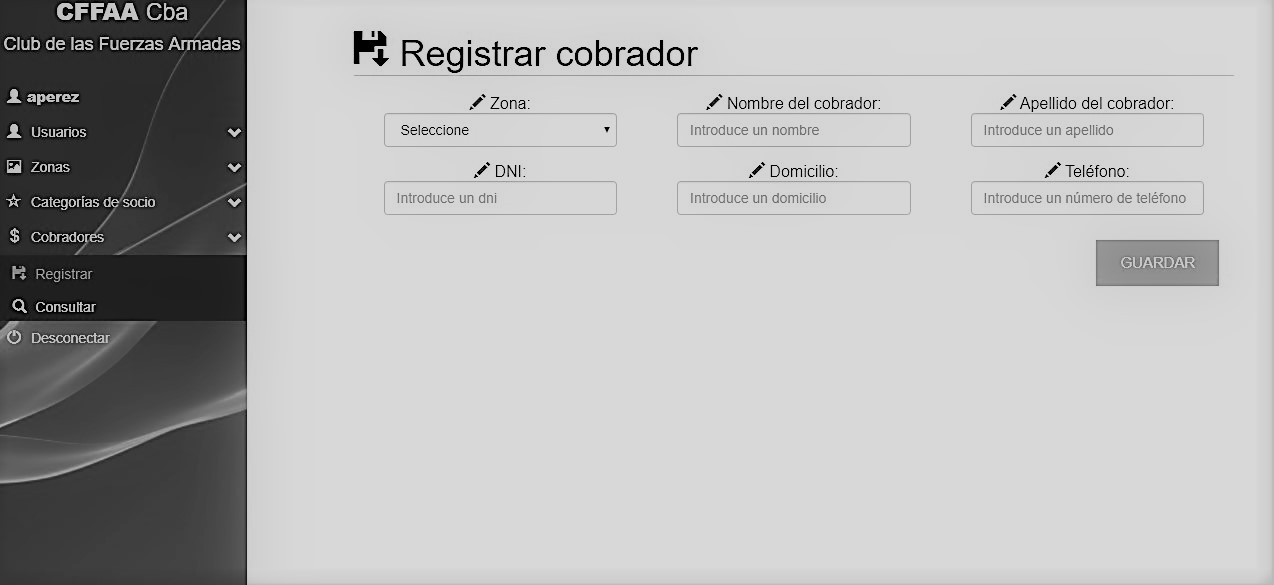 CFFAA Cba
Club de las Fuerzas Armadas
aperez
Usuarios
Zonas
Categorías de socio
Cobradores
Registrar
Consultar
Desconectar
Registrar cobrador
Zona: Nombre del cobrador: Apellido del cobrador:
Seleccione Introduce un nombre Introduce un apellido
DNI: Domicilio: Teléfono:
Introduce un dni Introduce un domicilio Introduce un número de teléfono
GUARDAR